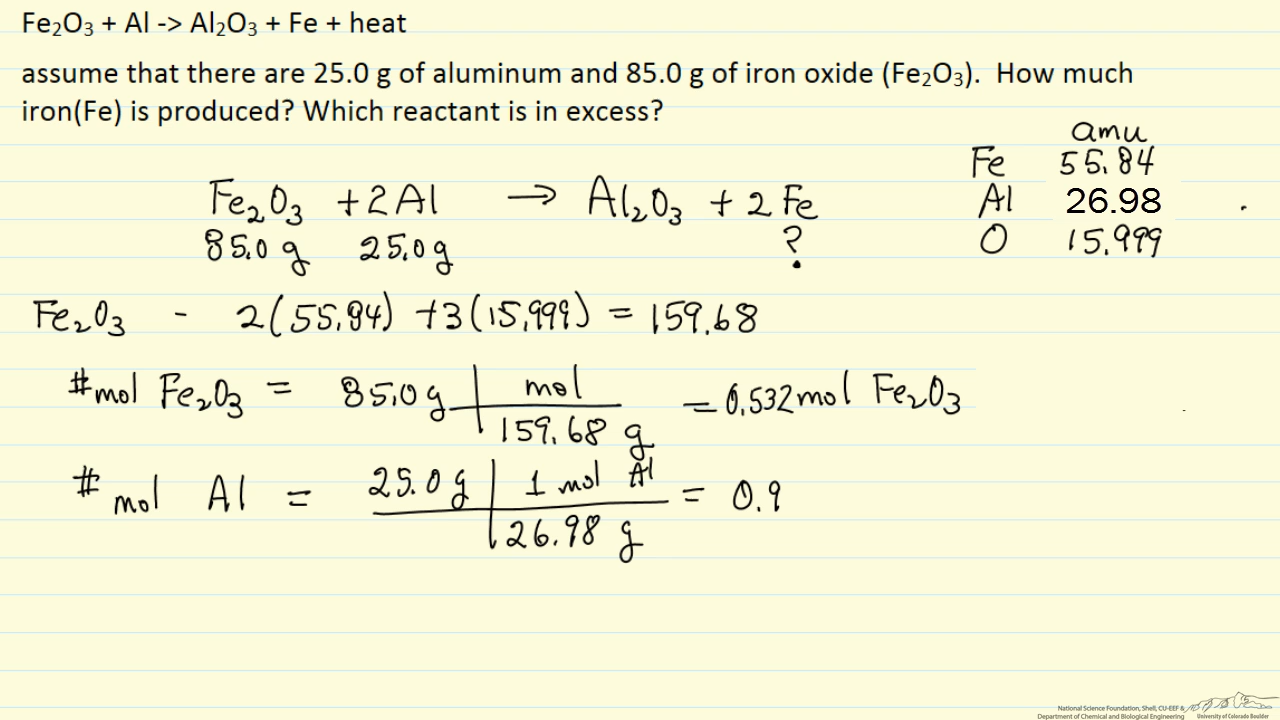 Fe₂O₃ + Al -> Al₂O₃ + Fe + heat
assume that there are 25.0 g of aluminum and 85.0 g of iron oxide (Fe₂O₃). How much
iron(Fe) is produced? Which reactant is in excess?
amu
Fe 55.84
Al 26.98
O 15.999
Fe₂O₃ + 2 Al → Al₂O₃ + 2 Fe
85.0 g 25.0 g ?
Fe₂O₃ - 2(55.84) + 3(15.999) = 159.68
#mol Fe₂O₃ = 85.0 g | mol = 0.532 mol Fe₂O₃
159.68 g
# mol Al = 25.0 g | 1 mol Al = 0.9
26.98 g
National Science Foundation, Shell, CU-EEF &
Department of Chemical and Biological Engineering University of Colorado Boulder